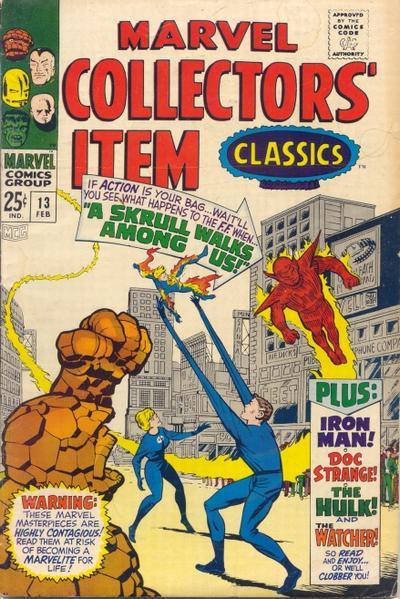 MARVEL
COLLECTORS'
ITEM
CLASSICS
APPROVED
BY THE
COMICS
CODE
AUTHORITY
MARVEL
COMICS
GROUP
25¢
IND.
13
FEB
MCG
IF ACTION IS YOUR BAG...WAIT'LL
YOU SEE WHAT HAPPENS TO THE F.F. WHEN...
"A SKRULL WALKS
AMONG US!"
PHONE COMP
PLUS:
IRON
MAN!
DOC
STRANGE!
THE
HULK!
AND
THE
WATCHER!
SO READ
AND ENJOY...
OR WE'LL
CLOBBER YOU!
WARNING:
THESE MARVEL
MASTERPIECES ARE
HIGHLY CONTAGIOUS!
READ THEM AT RISK
OF BECOMING A
MARVELITE FOR
LIFE!